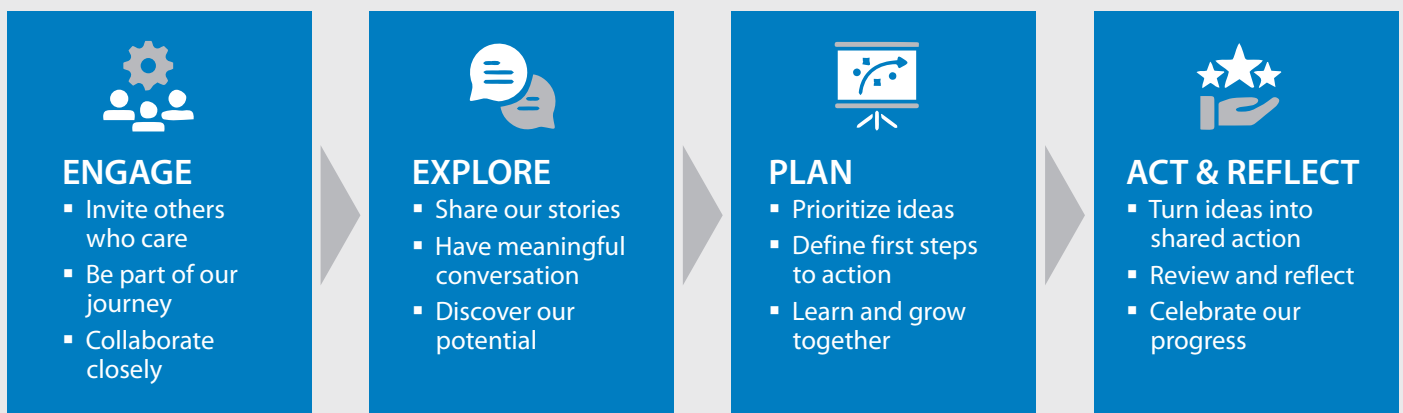 ENGAGE
▪ Invite others
who care
▪ Be part of our
journey
▪ Collaborate
closely
EXPLORE
▪ Share our stories
▪ Have meaningful
conversation
▪ Discover our
potential
PLAN
▪ Prioritize ideas
▪ Define first steps
to action
▪ Learn and grow
together
ACT & REFLECT
▪ Turn ideas into
shared action
▪ Review and reflect
▪ Celebrate our
progress